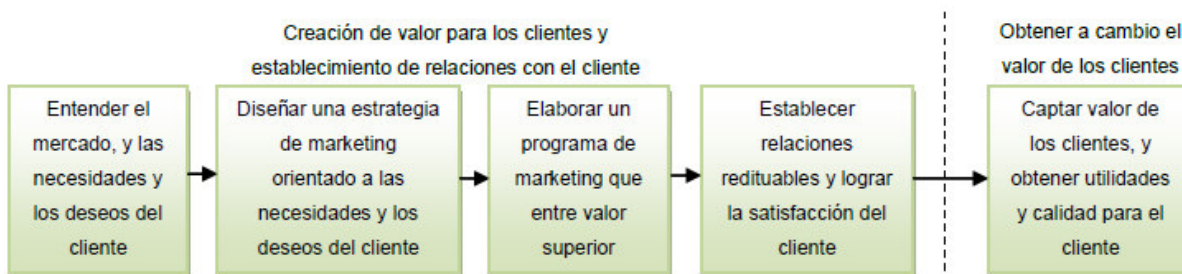 Creación de valor para los clientes y
establecimiento de relaciones con el cliente
Obtener a cambio el
valor de los clientes
Entender el
mercado, y las
necesidades y
los deseos del
cliente
Diseñar una estrategia
de marketing
orientado a las
necesidades y los
deseos del cliente
Elaborar un
programa de
marketing que
entre valor
superior
Establecer
relaciones
redituables y lograr
la satisfacción del
cliente
Captar valor de
los clientes, y
obtener utilidades
y calidad para el
cliente